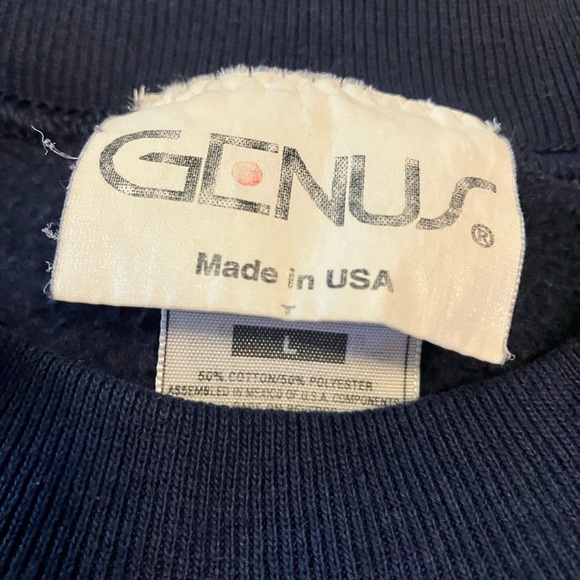 GENUS®
Made in USA
L
50% COTTON/50% POLYESTER
ASSEMBLED IN MEXICO OF U.S.A. COMPONENTS